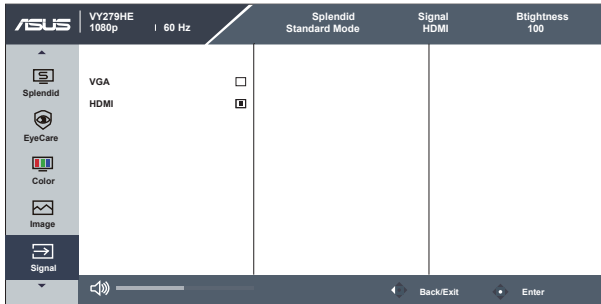 ASUS
VY279HE
1080p | 60 Hz
Splendid
Standard Mode
Signal
HDMI
Btightness
100
Splendid
EyeCare
Color
Image
Signal
VGA
HDMI
Back/Exit
Enter